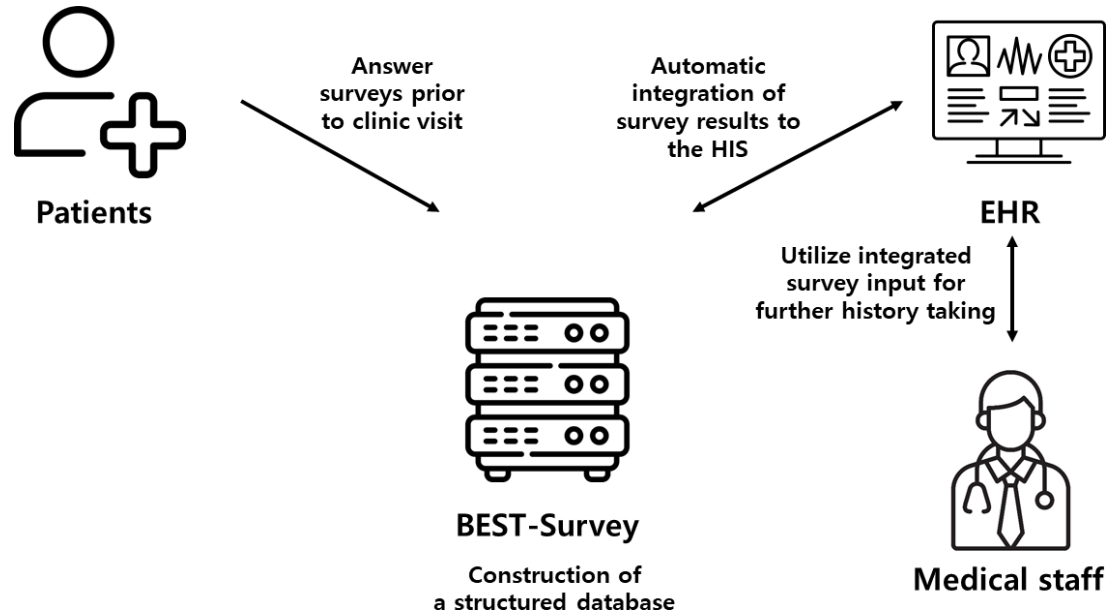 Answer
surveys prior
to clinic visit
Automatic
integration of
survey results to
the HIS
Patients
EHR
Utilize integrated
survey input for
further history taking
BEST-Survey
Construction of
a structured database
Medical staff